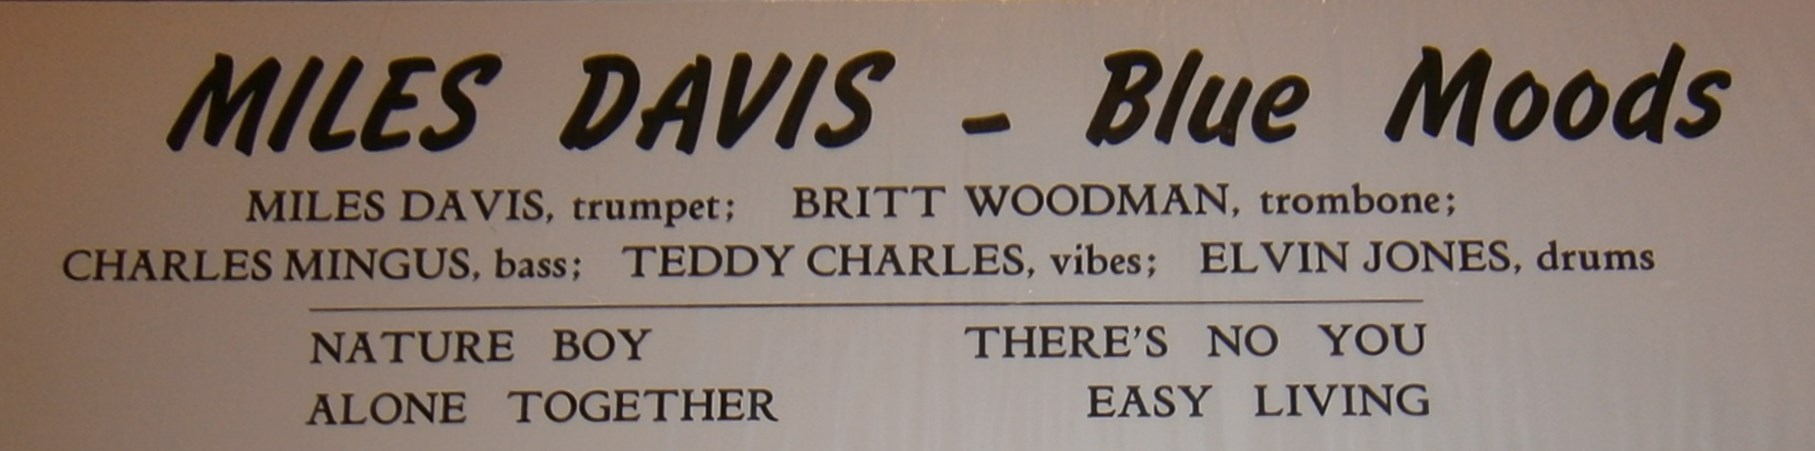 MILES DAVIS - Blue Moods
MILES DAVIS, trumpet; BRITT WOODMAN, trombone;
CHARLES MINGUS, bass; TEDDY CHARLES, vibes; ELVIN JONES, drums
NATURE BOY THERE'S NO YOU
ALONE TOGETHER EASY LIVING